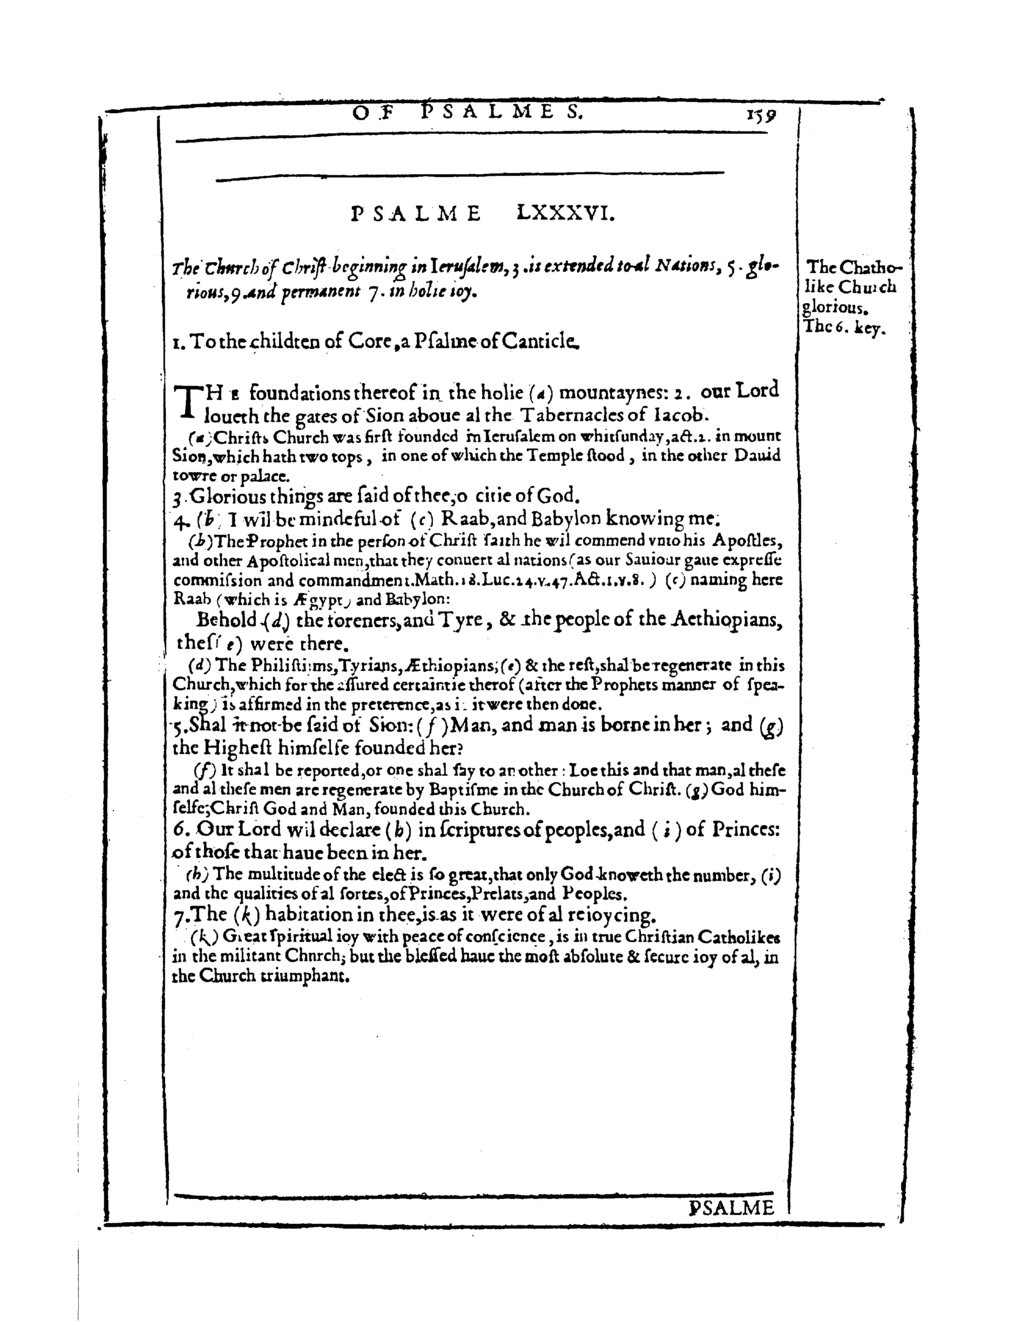 OF PSALMES. 159
PSALME LXXXVI.
The Church of Chriſt beginning in Ieruſalem, 3. is extended to al Nations, 5. glo-
rious, 9. and permanent 7. in holie ioy.
The Chatho-
like Church
glorious.
The 6. key.
1. To the children of Core, a Pſalme of Canticle.
THE foundations thereof in the holie (a) mountaynes: 2. our Lord
loueth the gates of Sion aboue al the Tabernacles of Iacob.
(a) Chriſts Church was firſt founded in Ieruſalem on whitſunday, act. 2. in mount
Sion, which hath two tops, in one of which the Temple ſtood, in the other Dauid
towre or palace.
3. Glorious things are ſaid of thee, o citie of God.
4. (b) I wil be mindeful of (c) Raab, and Babylon knowing me.
(b) The Prophet in the perſon of Chriſt ſaith he wil commend vnto his Apoſtles,
and other Apoſtolical men, that they conuert al nations (as our Sauiour gaue expreſſe
commiſsion and commandment. Math. 28. Luc. 24. v. 47. Act. 1. v. 8.) (c) naming here
Raab (which is Ægypt) and Babylon:
Behold (d) the foreners, and Tyre, & the people of the Aethiopians,
theſ(e) were there.
(d) The Philiſtiims, Tyrians, Æthiopians; (e) & the reſt, shal be regenerate in this
Church, which for the aſſured certaintie therof (after the Prophets manner of ſpea-
king) is affirmed in the preterence, as if it were then done.
5. Shal it not be ſaid of Sion: (f) Man, and man is borne in her; and (g)
the Higheſt himſelfe founded her?
(f) It shal be reported, or one shal ſay to another: Loe this and that man, al theſe
and al theſe men are regenerate by Baptiſme in the Church of Chriſt. (g) God him-
ſelfe; Chriſt God and Man, founded this Church.
6. Our Lord wil declare (h) in ſcriptures of peoples, and (i) of Princes:
of thoſe that haue been in her.
(h) The multitude of the elect is ſo great, that only God knoweth the number, (i)
and the qualities of al ſortes, of Princes, Prelats, and Peoples.
7. The (k) habitation in thee, is as it were of al reioycing.
(k) Great ſpiritual ioy with peace of conſcience, is in true Chriſtian Catholikes
in the militant Chnrch; but the bleſſed haue the moſt abſolute & ſecure ioy of al, in
the Church triumphant.
PSALME